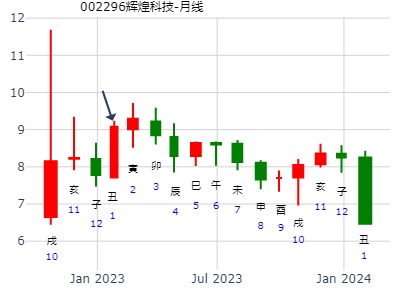 002296辉煌科技-月线
12
11
10
9
8
7
6
戌
10
亥
11
子
12
丑
1
寅
2
卯
3
辰
4
巳
5
午
6
未
7
申
8
酉
9
戌
10
亥
11
子
12
丑
1
Jan 2023
Jul 2023
Jan 2024